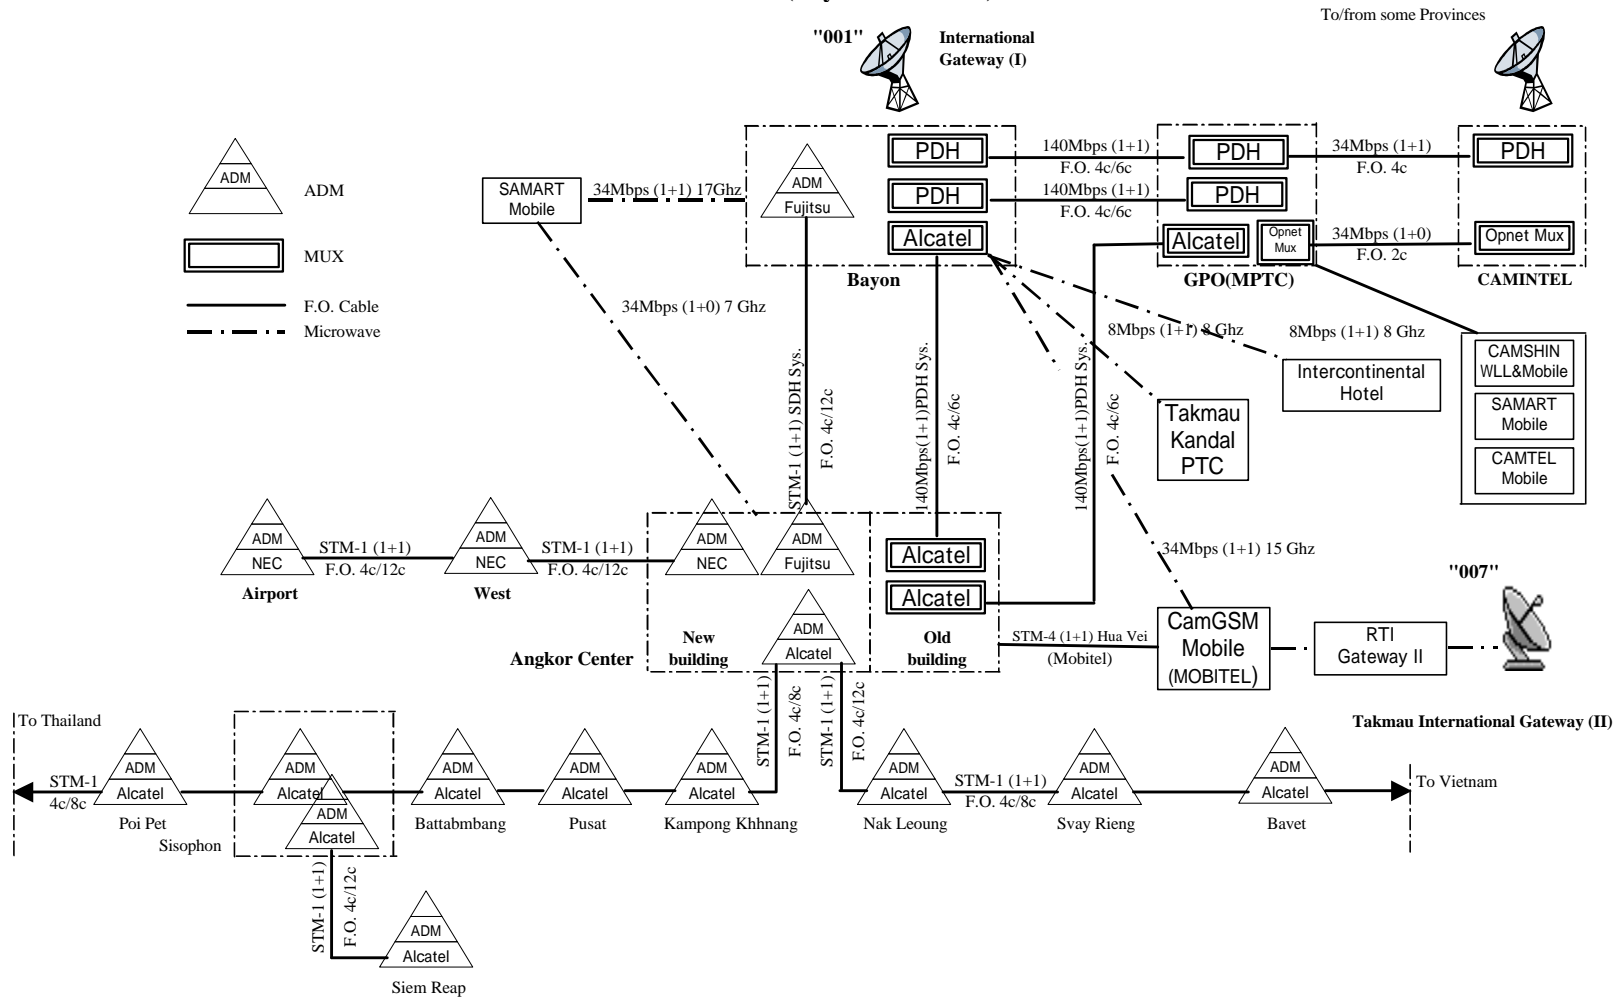 To/from some Provinces
"001"
International
Gateway (I)
ADM
ADM
MUX
F.O. Cable
Microwave
SAMART
Mobile
34Mbps (1+1) 17Ghz
34Mbps (1+0) 7 Ghz
ADM
Fujitsu
PDH
PDH
Alcatel
Bayon
140Mbps (1+1)
F.O. 4c/6c
140Mbps (1+1)
F.O. 4c/6c
PDH
PDH
Alcatel
Opnet
Mux
GPO(MPTC)
34Mbps (1+1)
F.O. 4c
34Mbps (1+0)
F.O. 2c
PDH
Opnet Mux
CAMINTEL
8Mbps (1+1) 8 Ghz
8Mbps (1+1) 8 Ghz
Intercontinental
Hotel
Takmau
Kandal
PTC
CAMSHIN
WLL&Mobile
SAMART
Mobile
CAMTEL
Mobile
STM-1 (1+1) SDH Sys.
F.O. 4c/12c
140Mbps(1+1)PDH Sys.
F.O. 4c/6c
140Mbps(1+1)PDH Sys.
F.O. 4c/6c
ADM
NEC
Airport
STM-1 (1+1)
F.O. 4c/12c
ADM
NEC
West
STM-1 (1+1)
F.O. 4c/12c
ADM
NEC
ADM
Fujitsu
ADM
Alcatel
New
building
Angkor Center
Alcatel
Alcatel
Old
building
34Mbps (1+1) 15 Ghz
STM-4 (1+1) Hua Vei
(Mobitel)
CamGSM
Mobile
(MOBITEL)
RTI
Gateway II
"007"
Takmau International Gateway (II)
STM-1 (1+1)
F.O. 4c/8c
STM-1 (1+1)
F.O. 4c/12c
To Thailand
STM-1
4c/8c
ADM
Alcatel
Poi Pet
ADM
Alcatel
ADM
Alcatel
Sisophon
ADM
Alcatel
Battabmbang
ADM
Alcatel
Pusat
ADM
Alcatel
Kampong Khhnang
ADM
Alcatel
Nak Leoung
STM-1 (1+1)
F.O. 4c/8c
ADM
Alcatel
Svay Rieng
ADM
Alcatel
Bavet
To Vietnam
STM-1 (1+1)
F.O. 4c/12c
ADM
Alcatel
Siem Reap